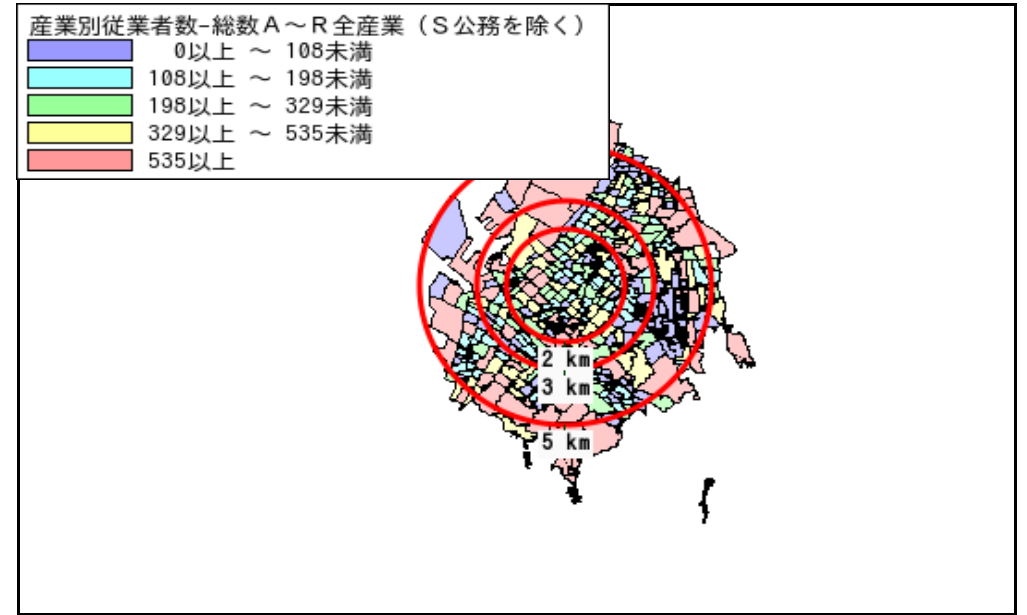 産業別従業者数−総数A〜R全産業（S公務を除く）
0以上 〜 108未満
108以上 〜 198未満
198以上 〜 329未満
329以上 〜 535未満
535以上
2 km
3 km
5 km